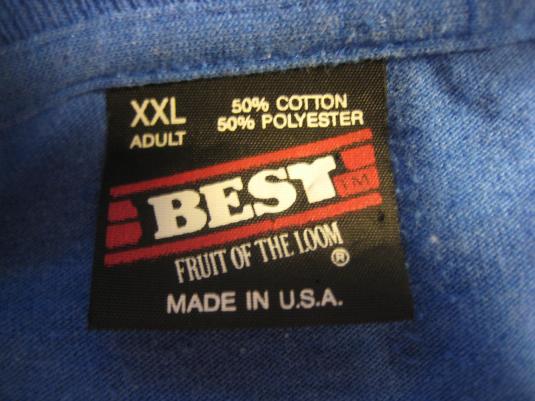 XXL
ADULT
50% COTTON
50% POLYESTER
BEST TM
FRUIT OF THE LOOM
®
MADE IN U.S.A.